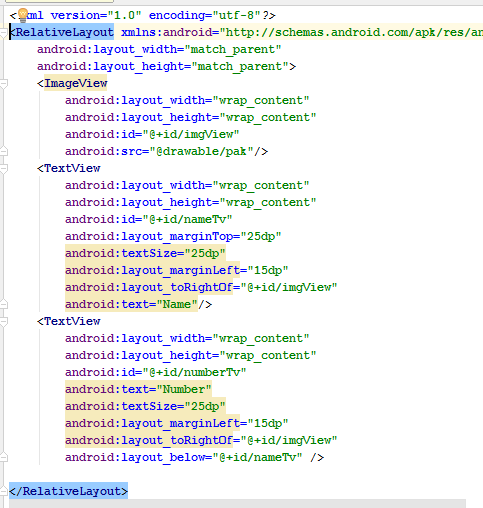 <?xml version="1.0" encoding="utf-8"?>
<RelativeLayout xmlns:android="http://schemas.android.com/apk/res/an
android:layout_width="match_parent"
android:layout_height="match_parent">
<ImageView
android:layout_width="wrap_content"
android:layout_height="wrap_content"
android:id="@+id/imgView"
android:src="@drawable/pak"/>
<TextView
android:layout_width="wrap_content"
android:layout_height="wrap_content"
android:id="@+id/nameTv"
android:layout_marginTop="25dp"
android:textSize="25dp"
android:layout_marginLeft="15dp"
android:layout_toRightOf="@+id/imgView"
android:text="Name"/>
<TextView
android:layout_width="wrap_content"
android:layout_height="wrap_content"
android:id="@+id/numberTv"
android:text="Number"
android:textSize="25dp"
android:layout_marginLeft="15dp"
android:layout_toRightOf="@+id/imgView"
android:layout_below="@+id/nameTv" />
</RelativeLayout>